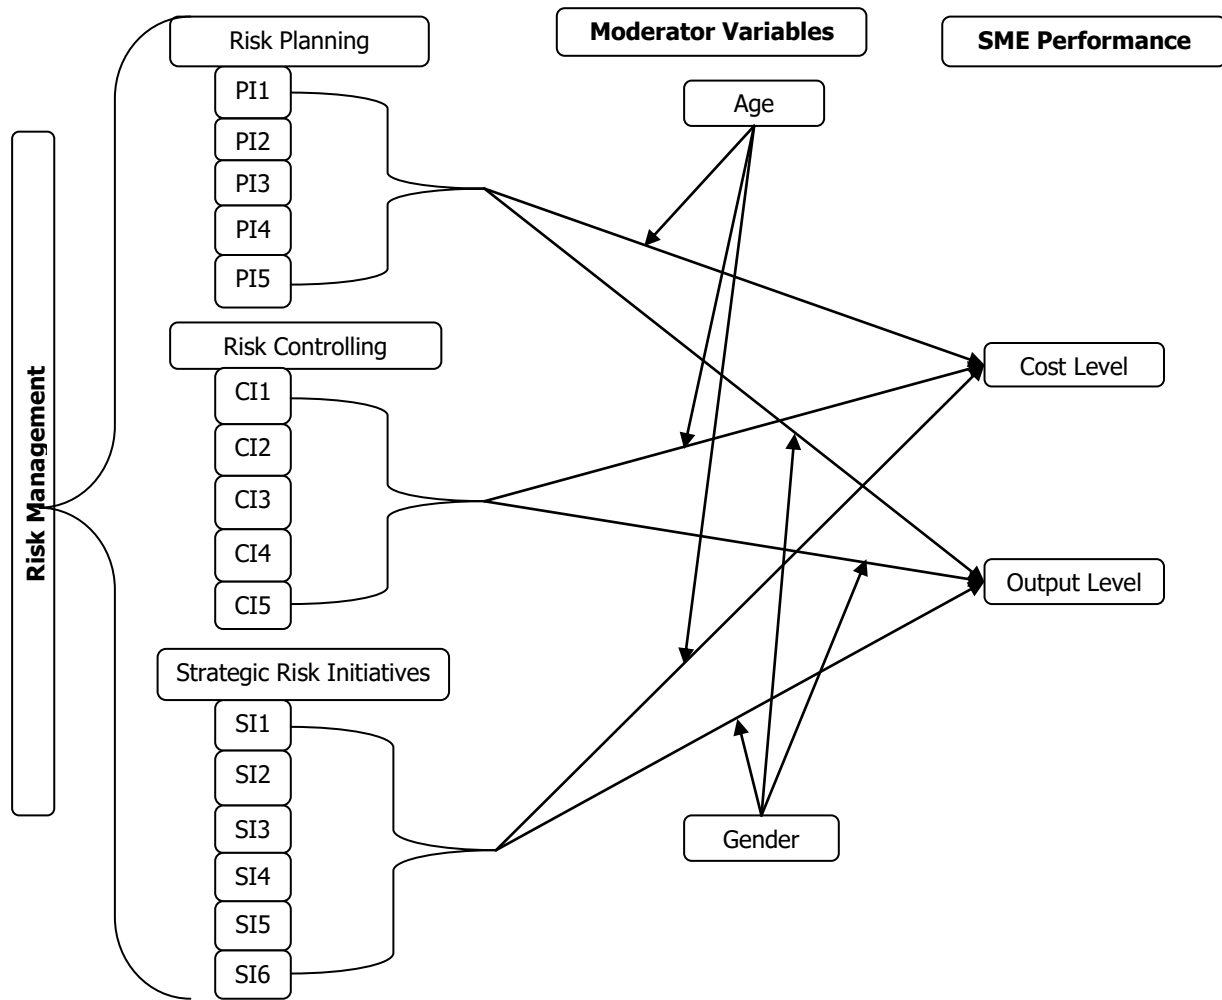 Risk Management
Risk Planning
PI1
PI2
PI3
PI4
PI5
Risk Controlling
CI1
CI2
CI3
CI4
CI5
Strategic Risk Initiatives
SI1
SI2
SI3
SI4
SI5
SI6
Moderator Variables
Age
Gender
SME Performance
Cost Level
Output Level